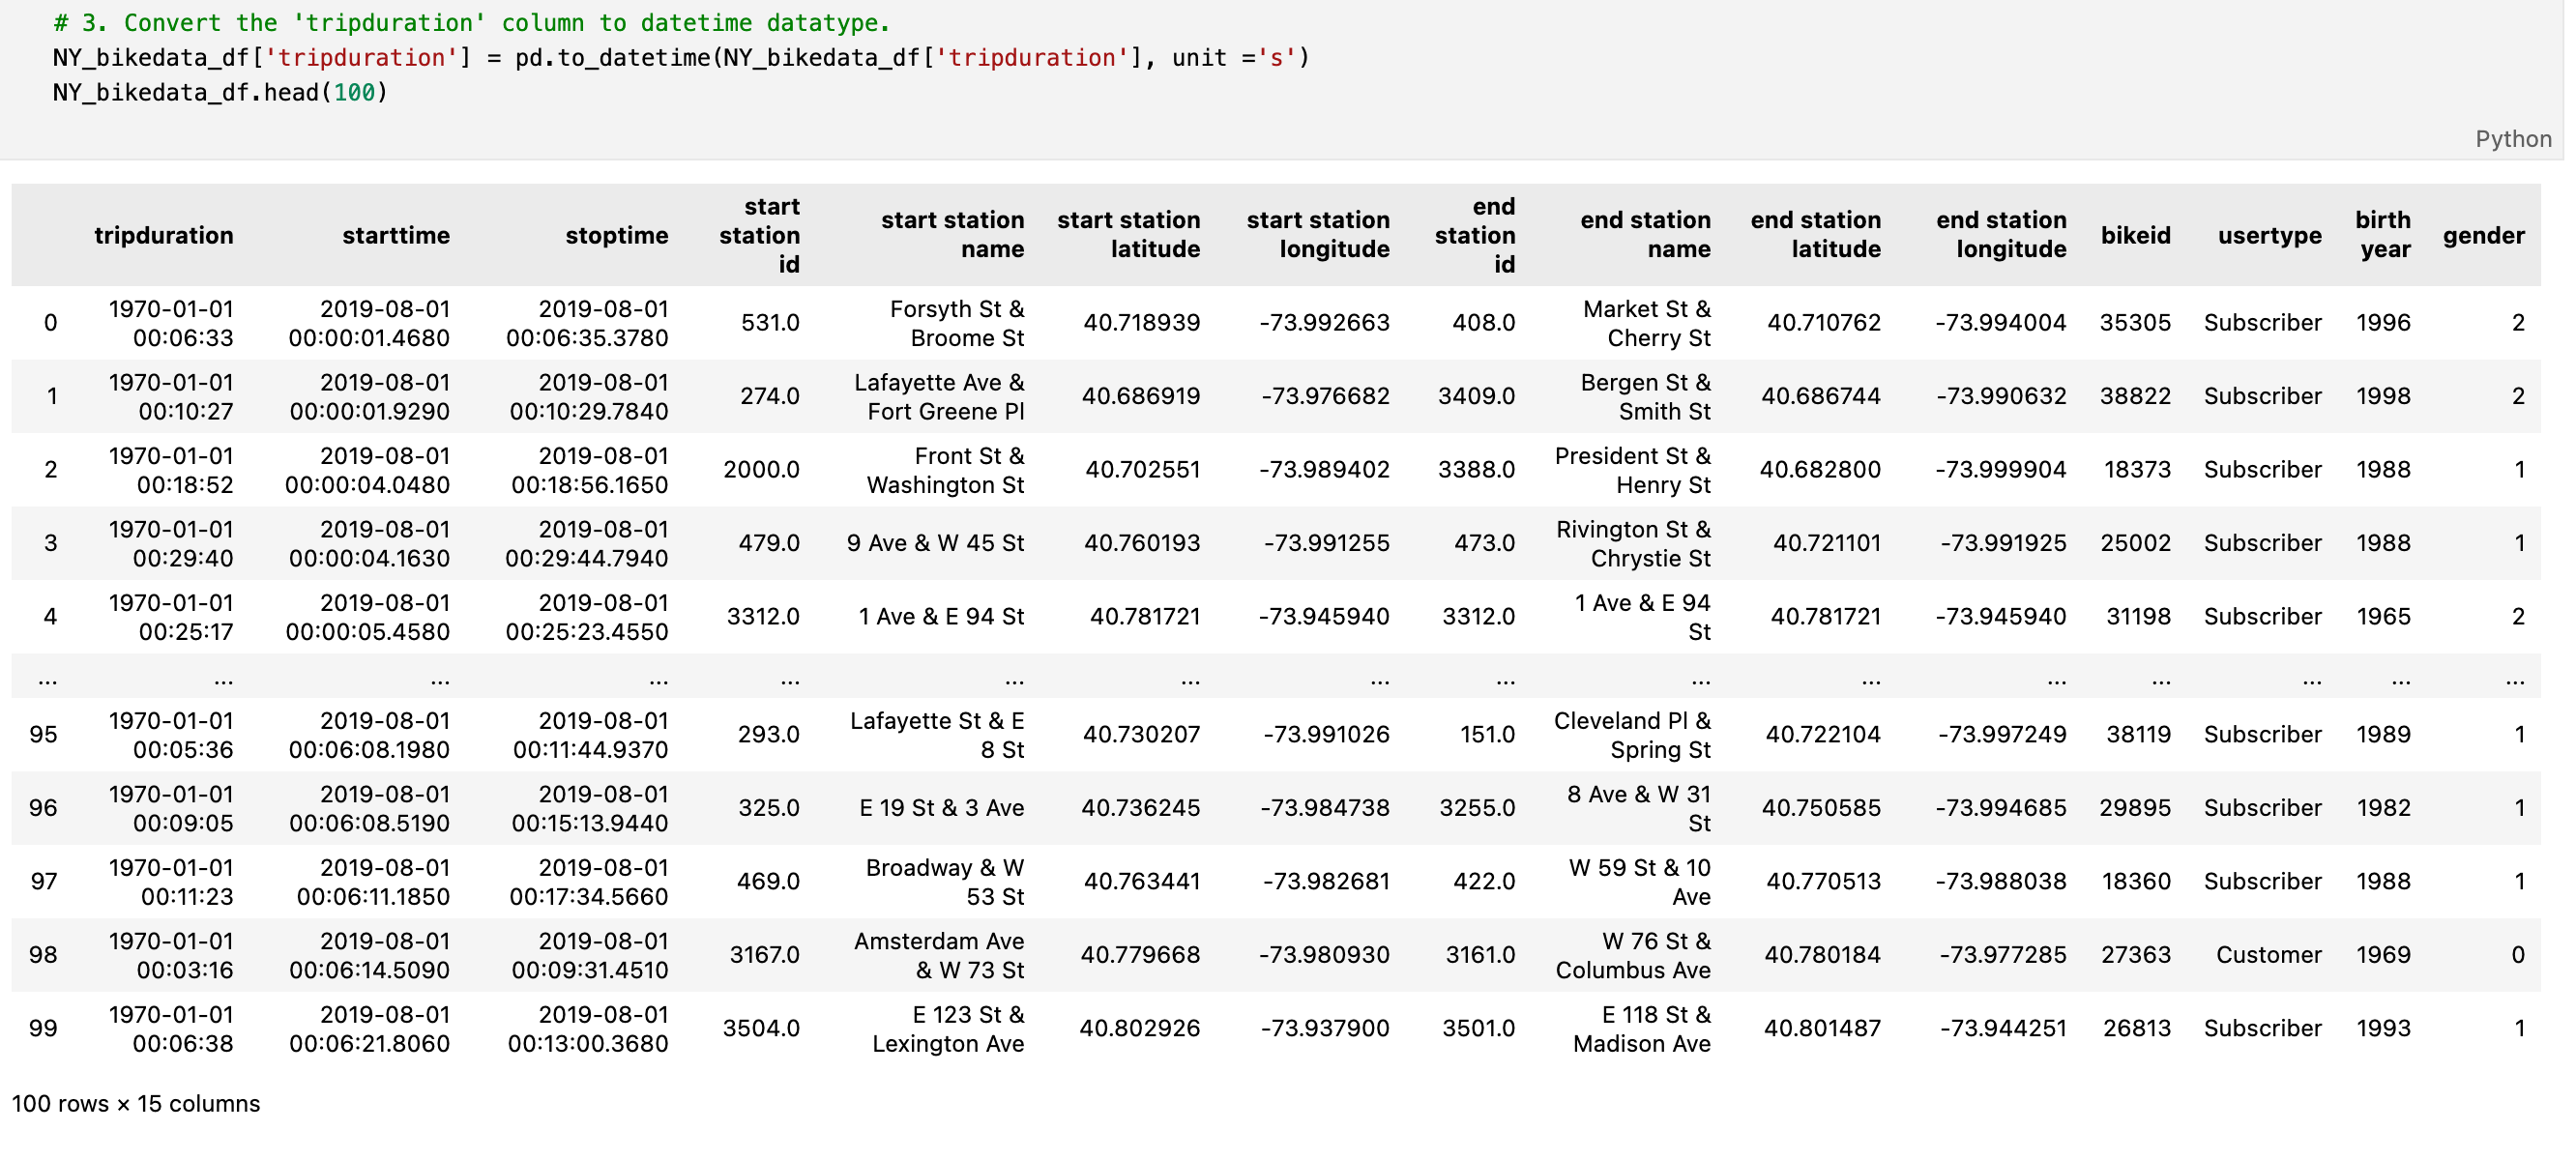 # 3. Convert the 'tripduration' column to datetime datatype.
NY_bikedata_df['tripduration'] = pd.to_datetime(NY_bikedata_df['tripduration'], unit ='s')
NY_bikedata_df.head(100)
Python
tripduration starttime stoptime start station id start station name start station latitude start station longitude end station id end station name end station latitude end station longitude bikeid usertype birth year gender
0 1970-01-01 00:06:33 2019-08-01 00:00:01.4680 2019-08-01 00:06:35.3780 531.0 Forsyth St & Broome St 40.718939 -73.992663 408.0 Market St & Cherry St 40.710762 -73.994004 35305 Subscriber 1996 2
1 1970-01-01 00:10:27 2019-08-01 00:00:01.9290 2019-08-01 00:10:29.7840 274.0 Lafayette Ave & Fort Greene Pl 40.686919 -73.976682 3409.0 Bergen St & Smith St 40.686744 -73.990632 38822 Subscriber 1998 2
2 1970-01-01 00:18:52 2019-08-01 00:00:04.0480 2019-08-01 00:18:56.1650 2000.0 Front St & Washington St 40.702551 -73.989402 3388.0 President St & Henry St 40.682800 -73.999904 18373 Subscriber 1988 1
3 1970-01-01 00:29:40 2019-08-01 00:00:04.1630 2019-08-01 00:29:44.7940 479.0 9 Ave & W 45 St 40.760193 -73.991255 473.0 Rivington St & Chrystie St 40.721101 -73.991925 25002 Subscriber 1988 1
4 1970-01-01 00:25:17 2019-08-01 00:00:05.4580 2019-08-01 00:25:23.4550 3312.0 1 Ave & E 94 St 40.781721 -73.945940 3312.0 1 Ave & E 94 St 40.781721 -73.945940 31198 Subscriber 1965 2
... ... ... ... ... ... ... ... ... ... ... ... ... ... ... ...
95 1970-01-01 00:05:36 2019-08-01 00:06:08.1980 2019-08-01 00:11:44.9370 293.0 Lafayette St & E 8 St 40.730207 -73.991026 151.0 Cleveland Pl & Spring St 40.722104 -73.997249 38119 Subscriber 1989 1
96 1970-01-01 00:09:05 2019-08-01 00:06:08.5190 2019-08-01 00:15:13.9440 325.0 E 19 St & 3 Ave 40.736245 -73.984738 3255.0 8 Ave & W 31 St 40.750585 -73.994685 29895 Subscriber 1982 1
97 1970-01-01 00:11:23 2019-08-01 00:06:11.1850 2019-08-01 00:17:34.5660 469.0 Broadway & W 53 St 40.763441 -73.982681 422.0 W 59 St & 10 Ave 40.770513 -73.988038 18360 Subscriber 1988 1
98 1970-01-01 00:03:16 2019-08-01 00:06:14.5090 2019-08-01 00:09:31.4510 3167.0 Amsterdam Ave & W 73 St 40.779668 -73.980930 3161.0 W 76 St & Columbus Ave 40.780184 -73.977285 27363 Customer 1969 0
99 1970-01-01 00:06:38 2019-08-01 00:06:21.8060 2019-08-01 00:13:00.3680 3504.0 E 123 St & Lexington Ave 40.802926 -73.937900 3501.0 E 118 St & Madison Ave 40.801487 -73.944251 26813 Subscriber 1993 1
100 rows × 15 columns